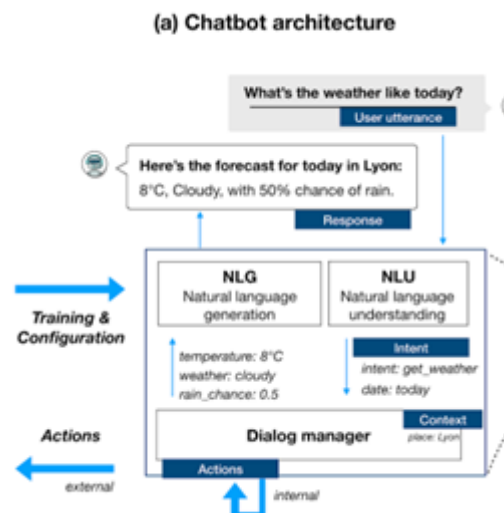 (a) Chatbot architecture
What's the weather like today?
User utterance
Here's the forecast for today in Lyon:
8°C, Cloudy, with 50% chance of rain.
Response
NLG
Natural language
generation
NLU
Natural language
understanding
Training &
Configuration
temperature: 8°C
weather: cloudy
rain_chance: 0.5
Intent
intent: get_weather
date: today
Context
place: Lyon
Dialog manager
Actions
Actions
external
internal